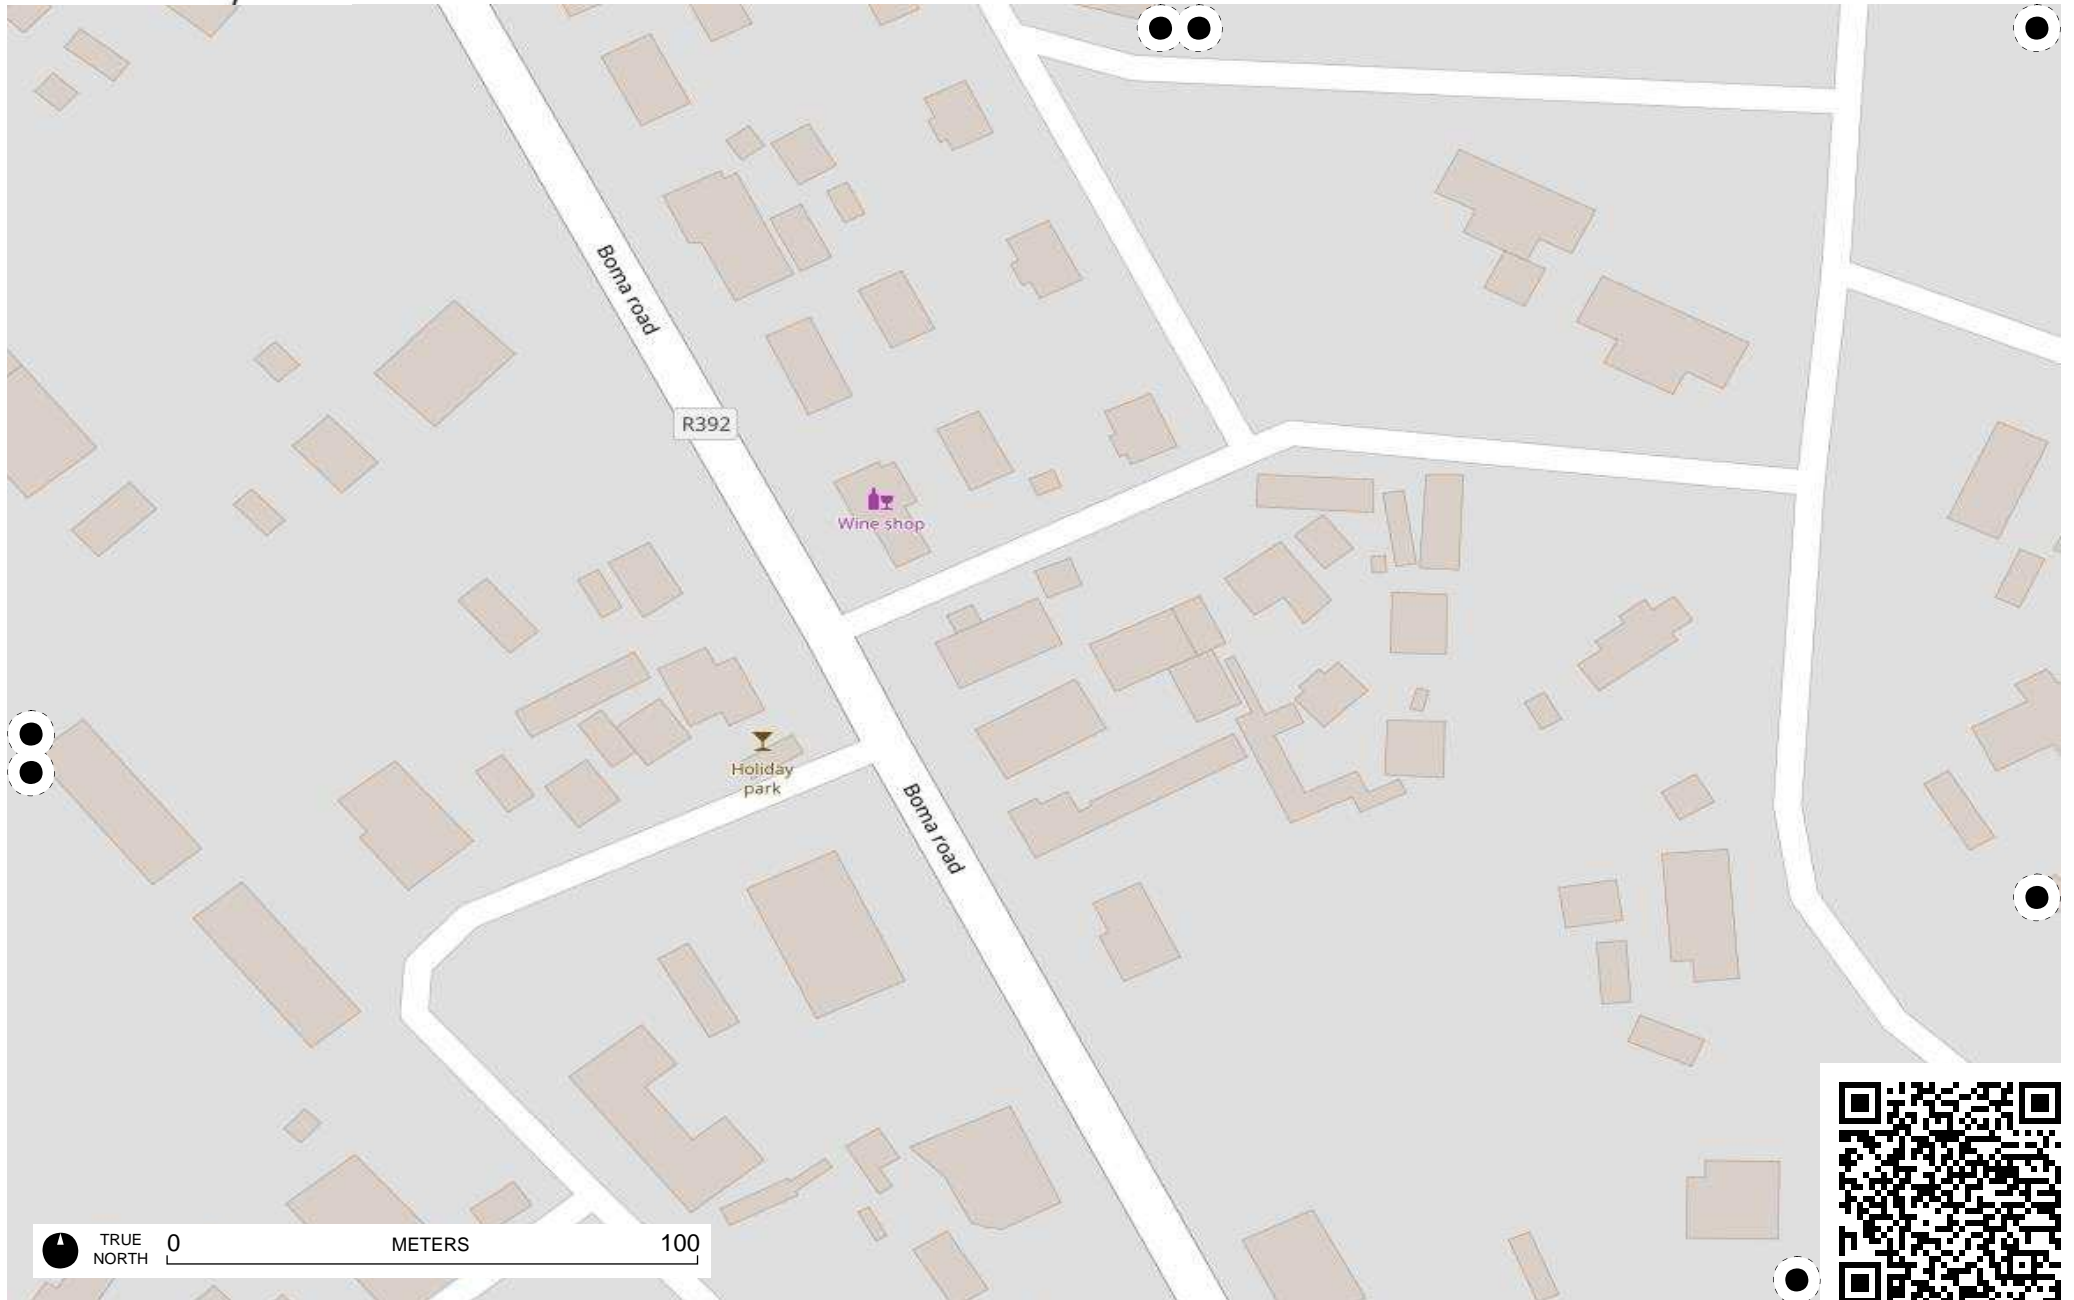 Boma road
R392
Wine shop
Holiday
park
Boma road
TRUE
NORTH
0
METERS
100